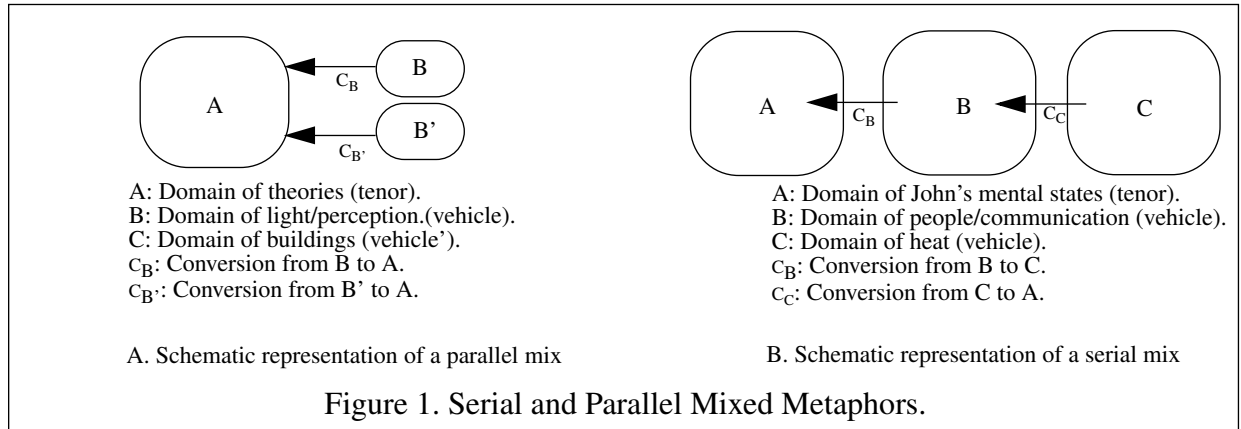 A
B
C_B
B’
C_B’
A: Domain of theories (tenor).
B: Domain of light/perception.(vehicle).
C: Domain of buildings (vehicle’).
C_B: Conversion from B to A.
C_B’: Conversion from B’ to A.
A. Schematic representation of a parallel mix
A
B
C
C_B
C_C
A: Domain of John’s mental states (tenor).
B: Domain of people/communication (vehicle).
C: Domain of heat (vehicle).
C_B: Conversion from B to C.
C_C: Conversion from C to A.
B. Schematic representation of a serial mix
Figure 1. Serial and Parallel Mixed Metaphors.